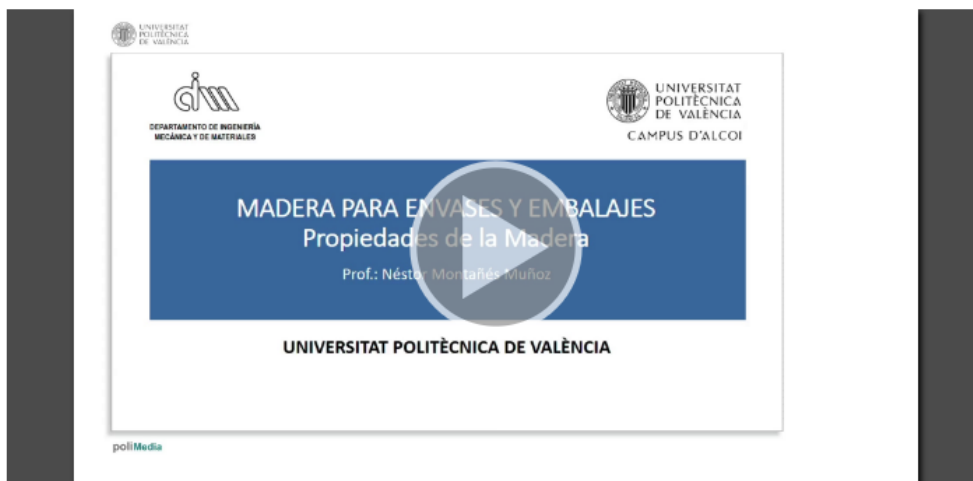 UNIVERSITAT
POLITÈCNICA
DE VALÈNCIA
DEPARTAMENTO DE INGENIERÍA
MECÁNICA Y DE MATERIALES
UNIVERSITAT
POLITÈCNICA
DE VALÈNCIA
CAMPUS D'ALCOI
MADERA PARA ENVASES Y EMBALAJES
Propiedades de la Madera
Prof.: Néstor Montañés Muñoz
UNIVERSITAT POLITÈCNICA DE VALÈNCIA
poliMedia